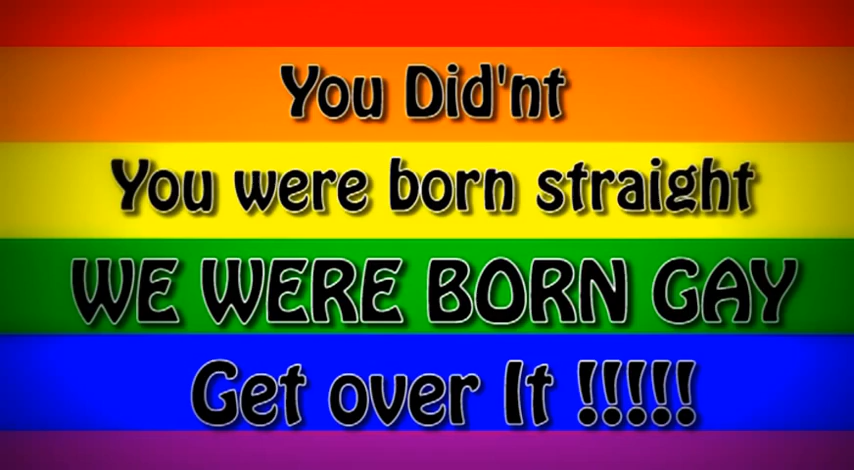 You Did'nt
You were born straight
WE WERE BORN GAY
Get over It !!!!!